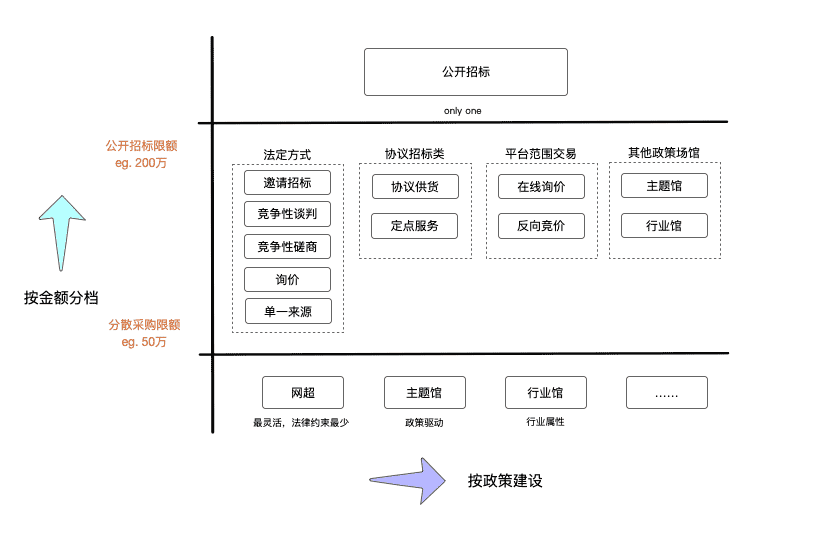 公开招标
only one
公开招标限额
eg. 200万
法定方式
协议招标类
平台范围交易
其他政策场馆
邀请招标
竞争性谈判
竞争性磋商
询价
单一来源
协议供货
定点服务
在线询价
反向竞价
主题馆
行业馆
按金额分档
分散采购限额
eg. 50万
网超
主题馆
行业馆
……
最灵活，法律约束最少
政策驱动
行业属性
按政策建设